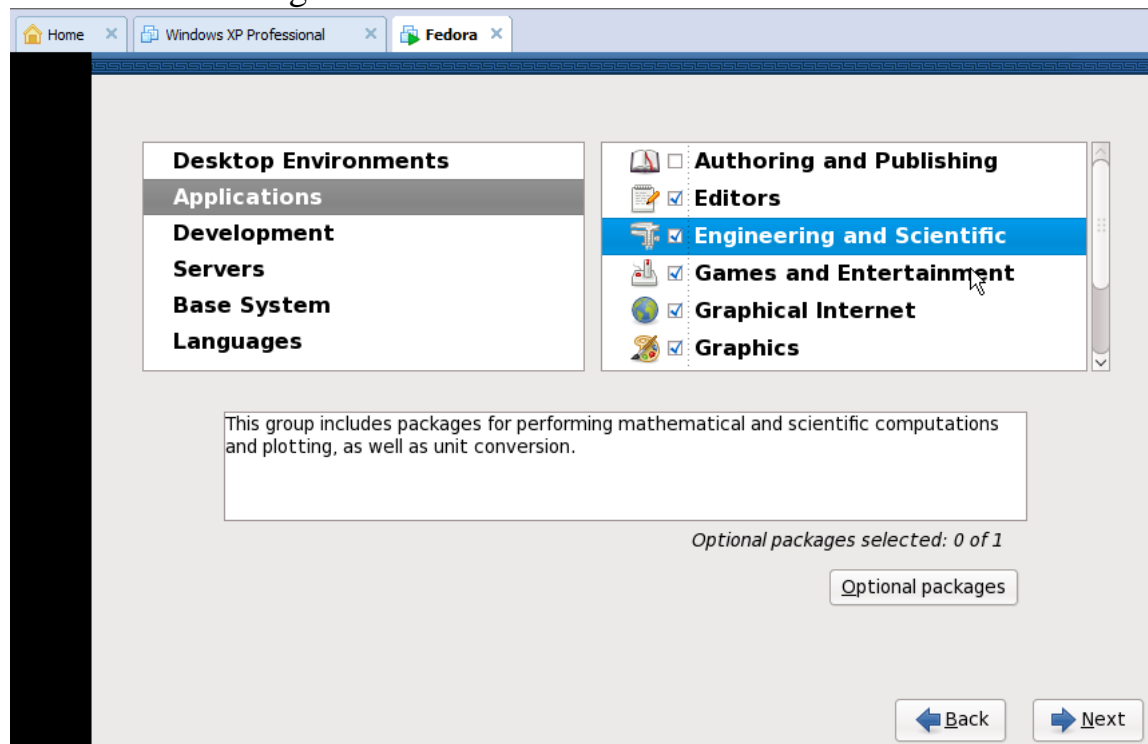 Home
Windows XP Professional
Fedora
Desktop Environments
Applications
Development
Servers
Base System
Languages
Authoring and Publishing
Editors
Engineering and Scientific
Games and Entertainment
Graphical Internet
Graphics
This group includes packages for performing mathematical and scientific computations
and plotting, as well as unit conversion.
Optional packages selected: 0 of 1
Optional packages
Back
Next